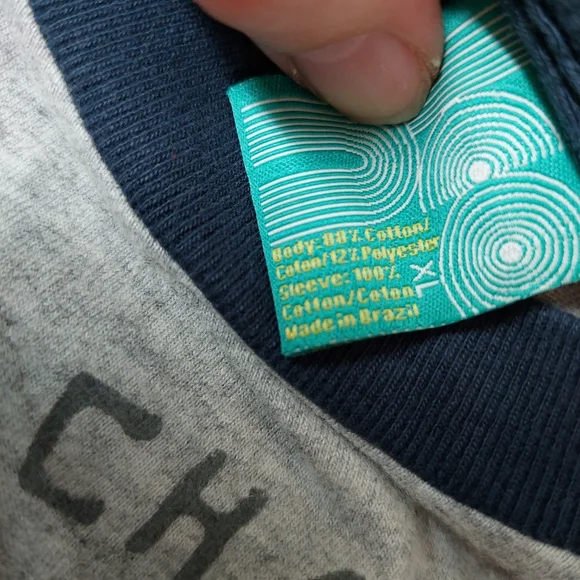 Body: 88% Cotton/
Coton/12% Polyester
Sleeve: 100%
Cotton/Coton
Made in Brazil
XL
CH